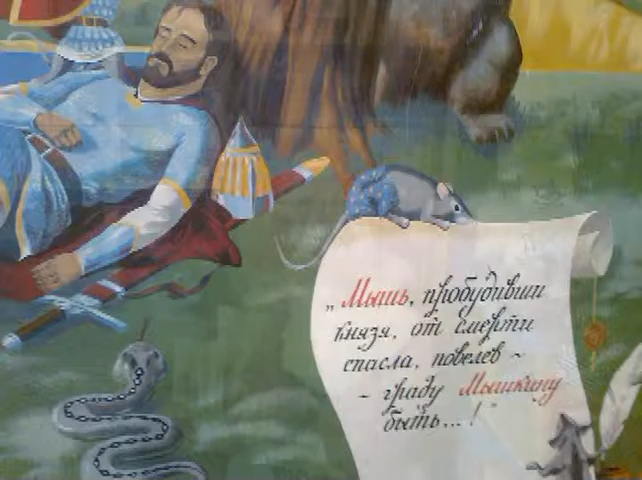 „Мышь, пробудивши
князя, от смерти
спасла, повелев ~
~ граду Мышкину
быть...!"